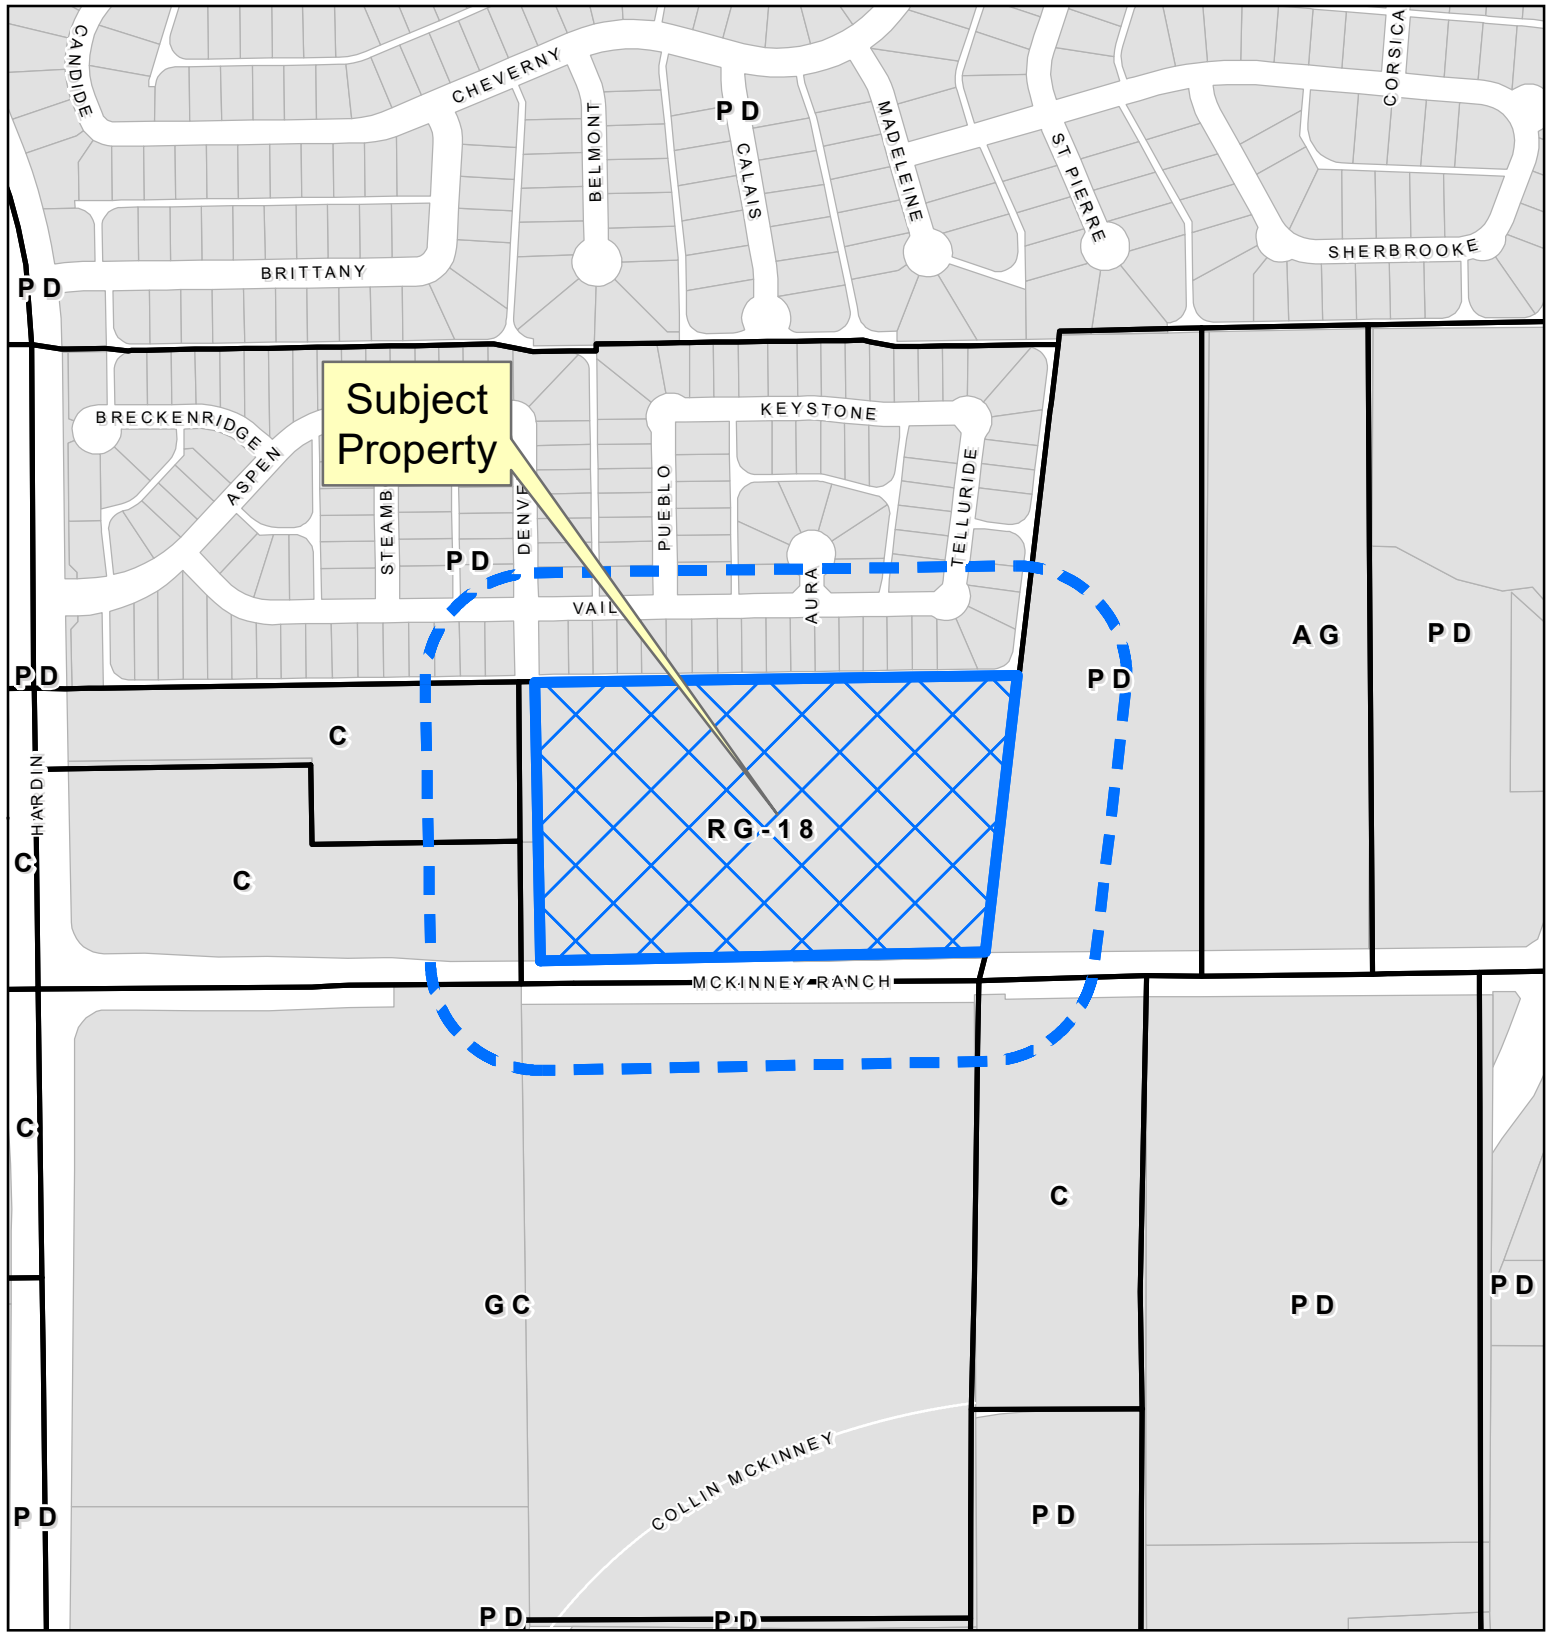 CANDIDE
CHEVERNY
BELMONT
PD
CALAIS
MADELEINE
ST PIERRE
CORSICA
SHERBROOKE
BRITTANY
PD
Subject
Property
BRECKENRIDGE
ASPEN
STEAMB
DENVE
PUEBLO
KEYSTONE
TELLURIDE
AURA
VAIL
PD
PD
AG
PD
PD
C
HARDIN
C
C
RG-18
MCKINNEY RANCH
C
C
GC
PD
PD
COLLIN MCKINNEY
PD
PD
PD
PD